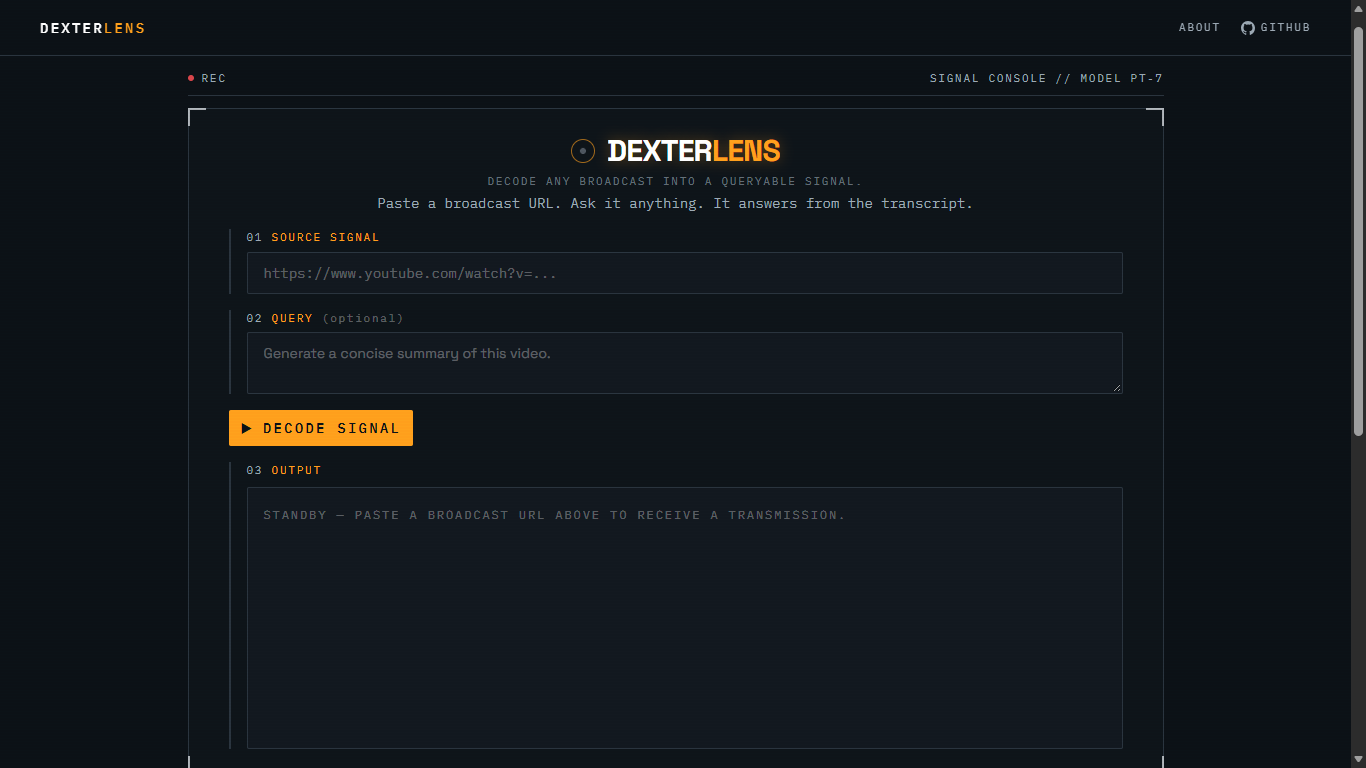 DEXTERLENS
ABOUT GITHUB
REC
SIGNAL CONSOLE // MODEL PT-7
DEXTERLENS
DECODE ANY BROADCAST INTO A QUERYABLE SIGNAL.
Paste a broadcast URL. Ask it anything. It answers from the transcript.
01 SOURCE SIGNAL
https://www.youtube.com/watch?v=...
02 QUERY (optional)
Generate a concise summary of this video.
▶ DECODE SIGNAL
03 OUTPUT
STANDBY — PASTE A BROADCAST URL ABOVE TO RECEIVE A TRANSMISSION.